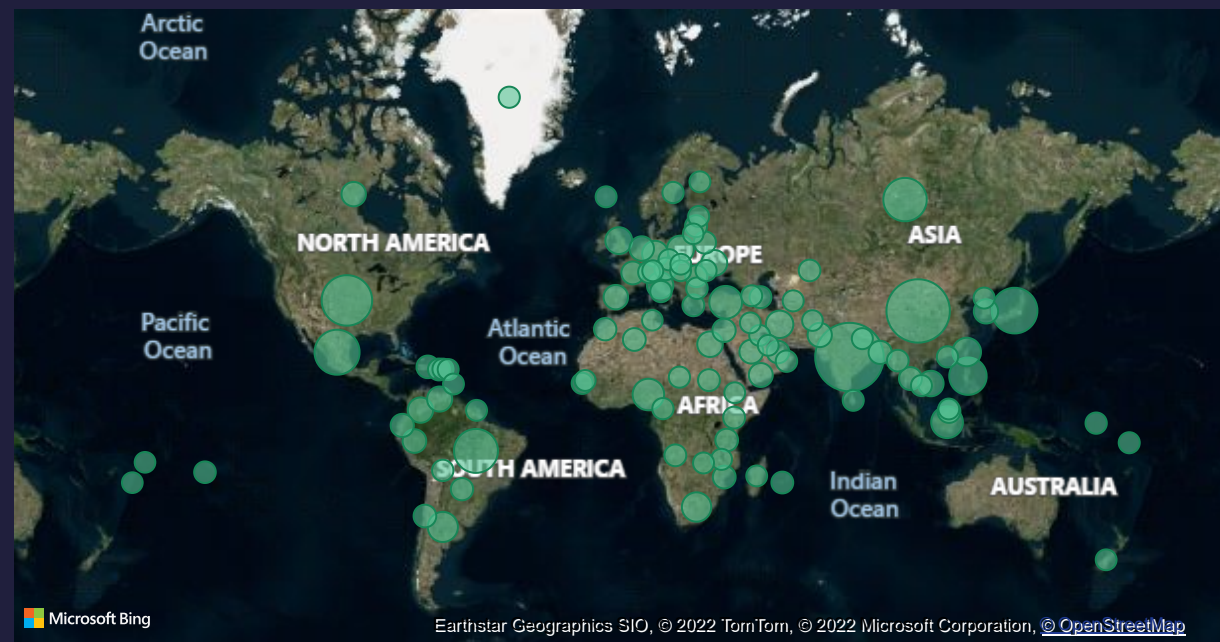 Arctic
Ocean
NORTH AMERICA
EUROPE
ASIA
Pacific
Ocean
Atlantic
Ocean
AFRICA
SOUTH AMERICA
Indian
Ocean
AUSTRALIA
Microsoft Bing
Earthstar Geographics SIO, © 2022 TomTom, © 2022 Microsoft Corporation, © OpenStreetMap